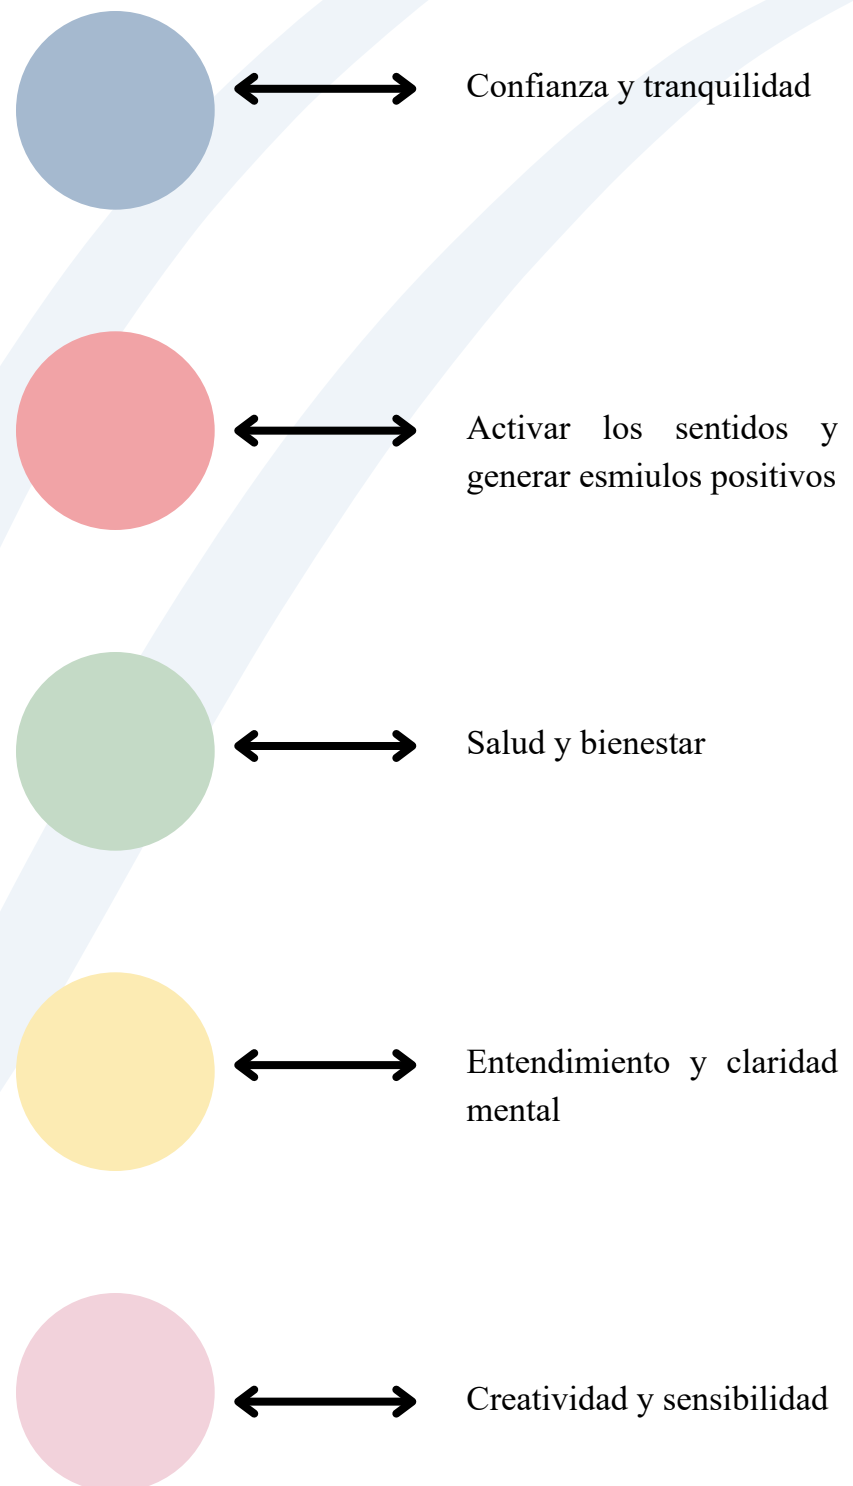 Confianza y tranquilidad
Activar los sentidos y
generar esmiulos positivos
Salud y bienestar
Entendimiento y claridad
mental
Creatividad y sensibilidad